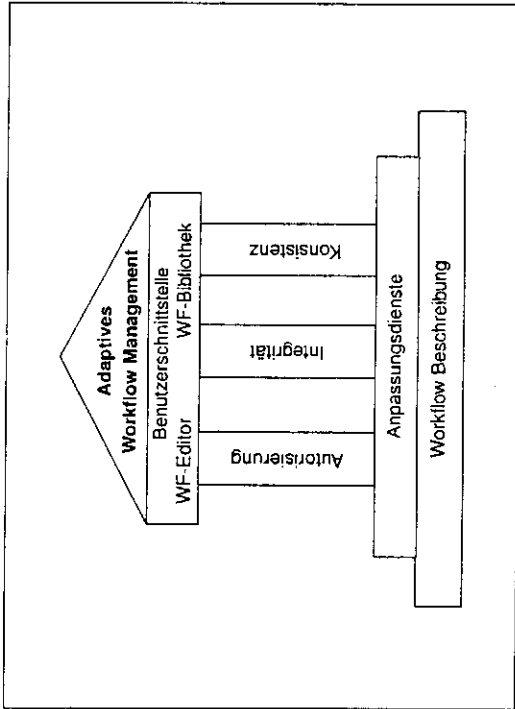 Adaptives
Workflow Management
Benutzerschnittstelle
WF-Editor WF-Bibliothek
Autorisierung
Integrität
Konsistenz
Anpassungsdienste
Workflow Beschreibung